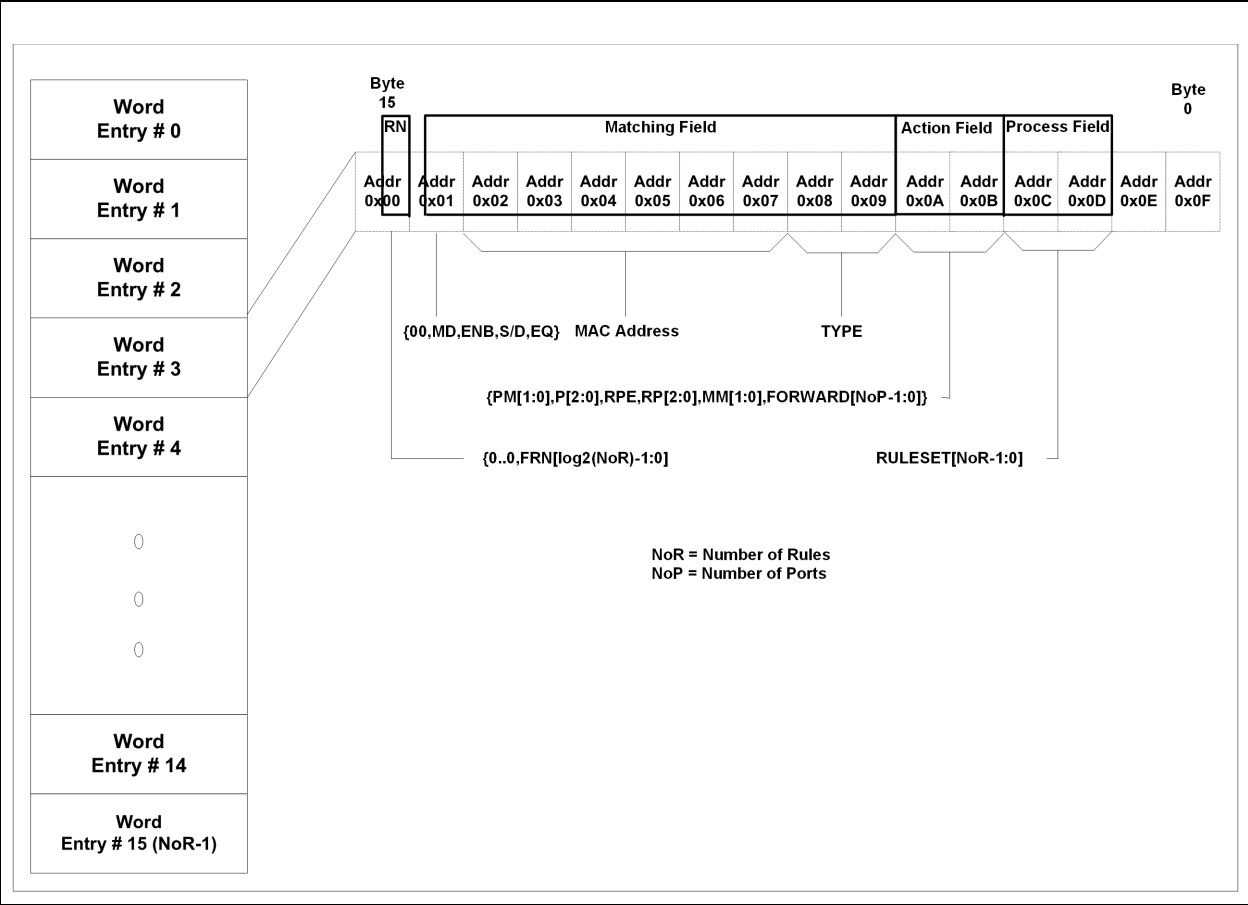 Word
Entry # 0
Word
Entry # 1
Word
Entry # 2
Word
Entry # 3
Word
Entry # 4
0
0
0
Word
Entry # 14
Word
Entry # 15 (NoR-1)
Byte
15
Byte
0
RN
Matching Field
Action Field
Process Field
Addr
0x00
Addr
0x01
Addr
0x02
Addr
0x03
Addr
0x04
Addr
0x05
Addr
0x06
Addr
0x07
Addr
0x08
Addr
0x09
Addr
0x0A
Addr
0x0B
Addr
0x0C
Addr
0x0D
Addr
0x0E
Addr
0x0F
{00,MD,ENB,S/D,EQ}
MAC Address
TYPE
{PM[1:0],P[2:0],RPE,RP[2:0],MM[1:0],FORWARD[NoP-1:0]}
{0..0,FRN[log2(NoR)-1:0]
RULESET[NoR-1:0]
NoR = Number of Rules
NoP = Number of Ports